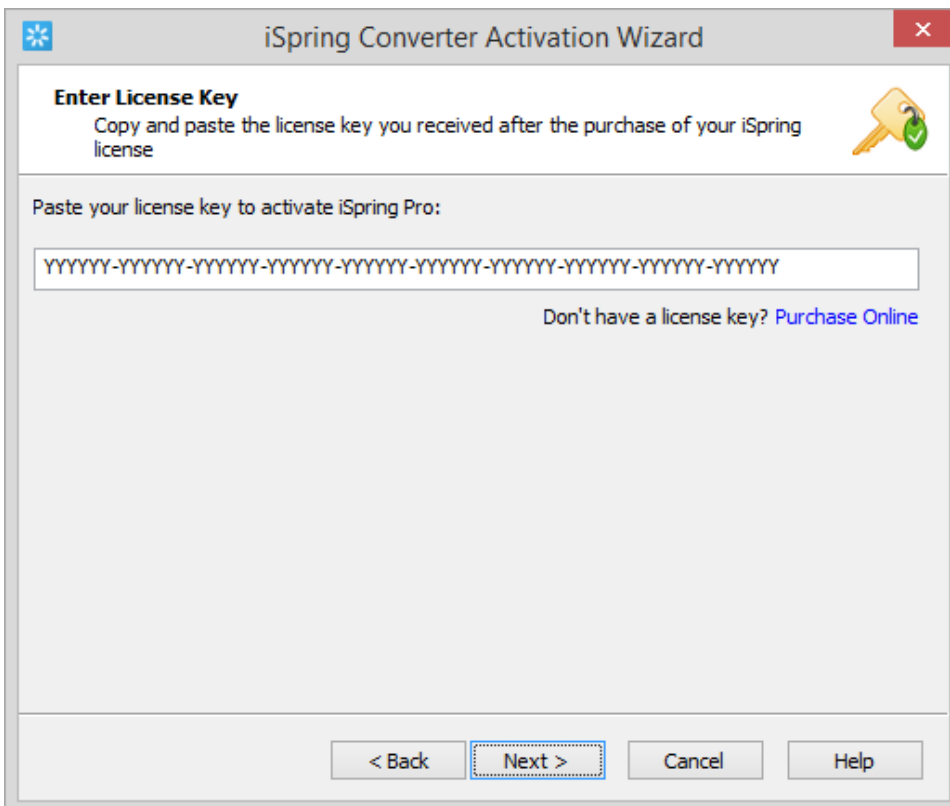 iSpring Converter Activation Wizard
Enter License Key
Copy and paste the license key you received after the purchase of your iSpring
license
Paste your license key to activate iSpring Pro:
YYYYYY-YYYYYY-YYYYYY-YYYYYY-YYYYYY-YYYYYY-YYYYYY-YYYYYY-YYYYYY-YYYYYY
Don't have a license key? Purchase Online
< Back Next > Cancel Help